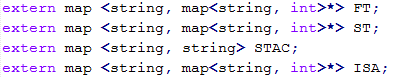 extern map <string, map<string, int>*> FT;
extern map <string, map<string, int>*> ST;
extern map <string, string> STAC;
extern map <string, map<string, int>*> ISA;